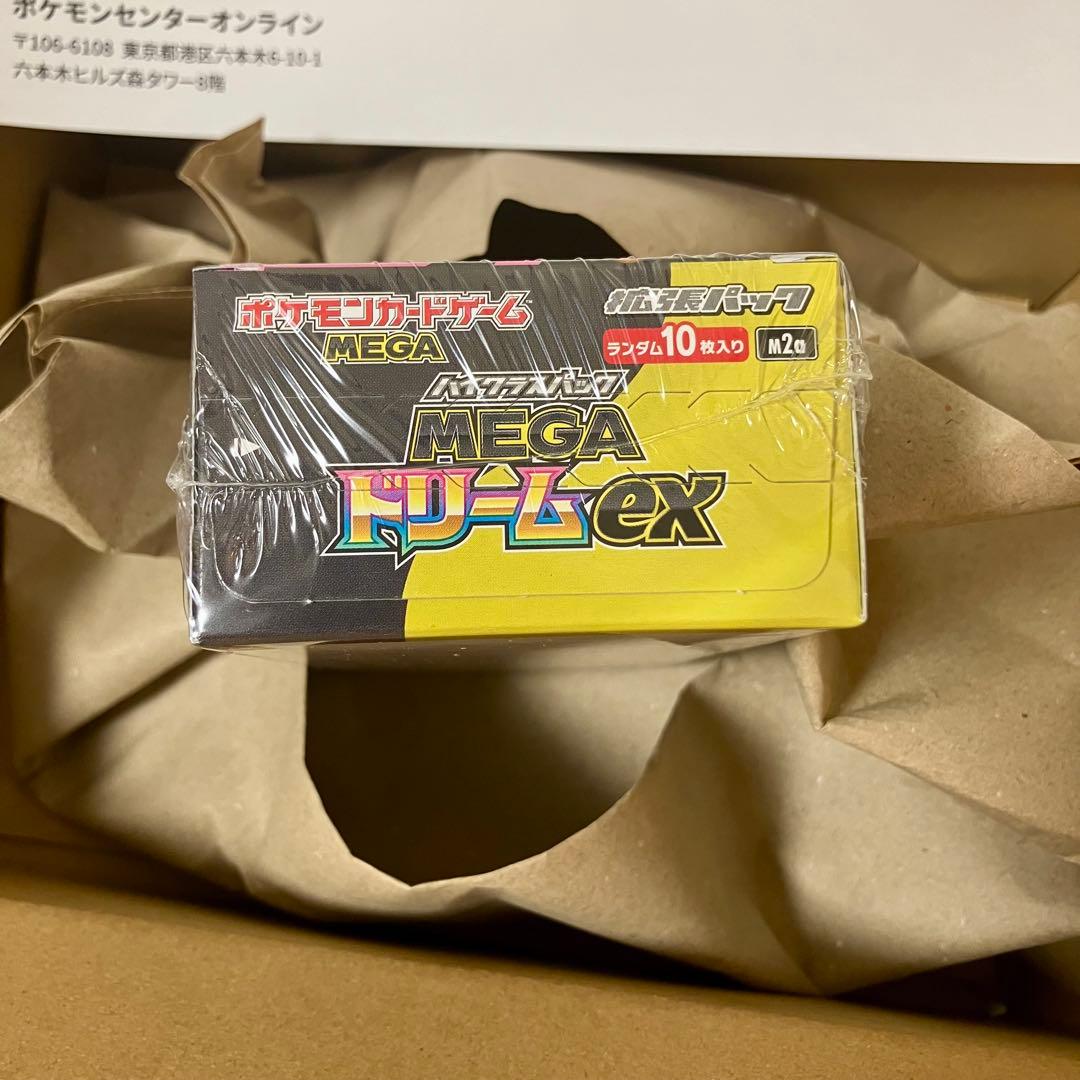 ポケモンセンターオンライン
〒106-6108 東京都港区六本木6-10-1
六本木ヒルズ森タワー8階
ポケモンカードゲーム
MEGA
拡張パック
ランダム10枚入り M2a
ハイクラスパック
MEGA
ドリームex